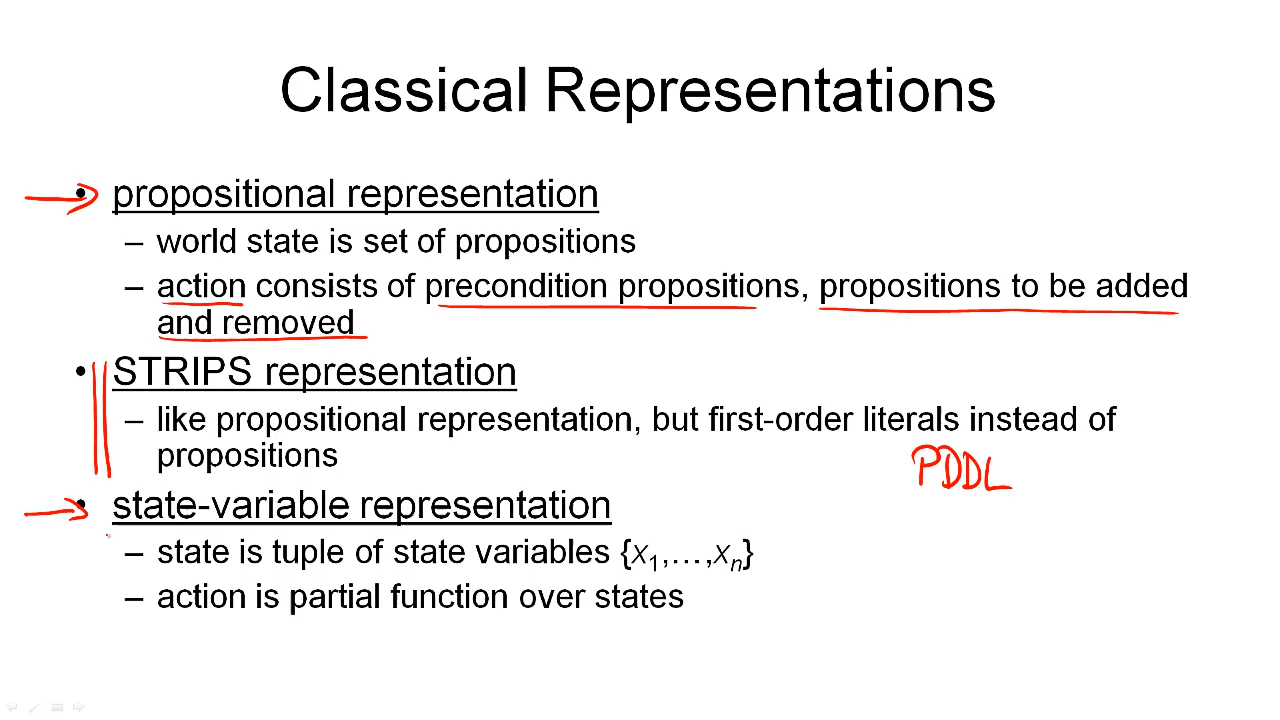 Classical Representations
• propositional representation
– world state is set of propositions
– action consists of precondition propositions, propositions to be added
and removed
• STRIPS representation
– like propositional representation, but first-order literals instead of
propositions
PDDL
• state-variable representation
– state is tuple of state variables {x1,…,xn}
– action is partial function over states